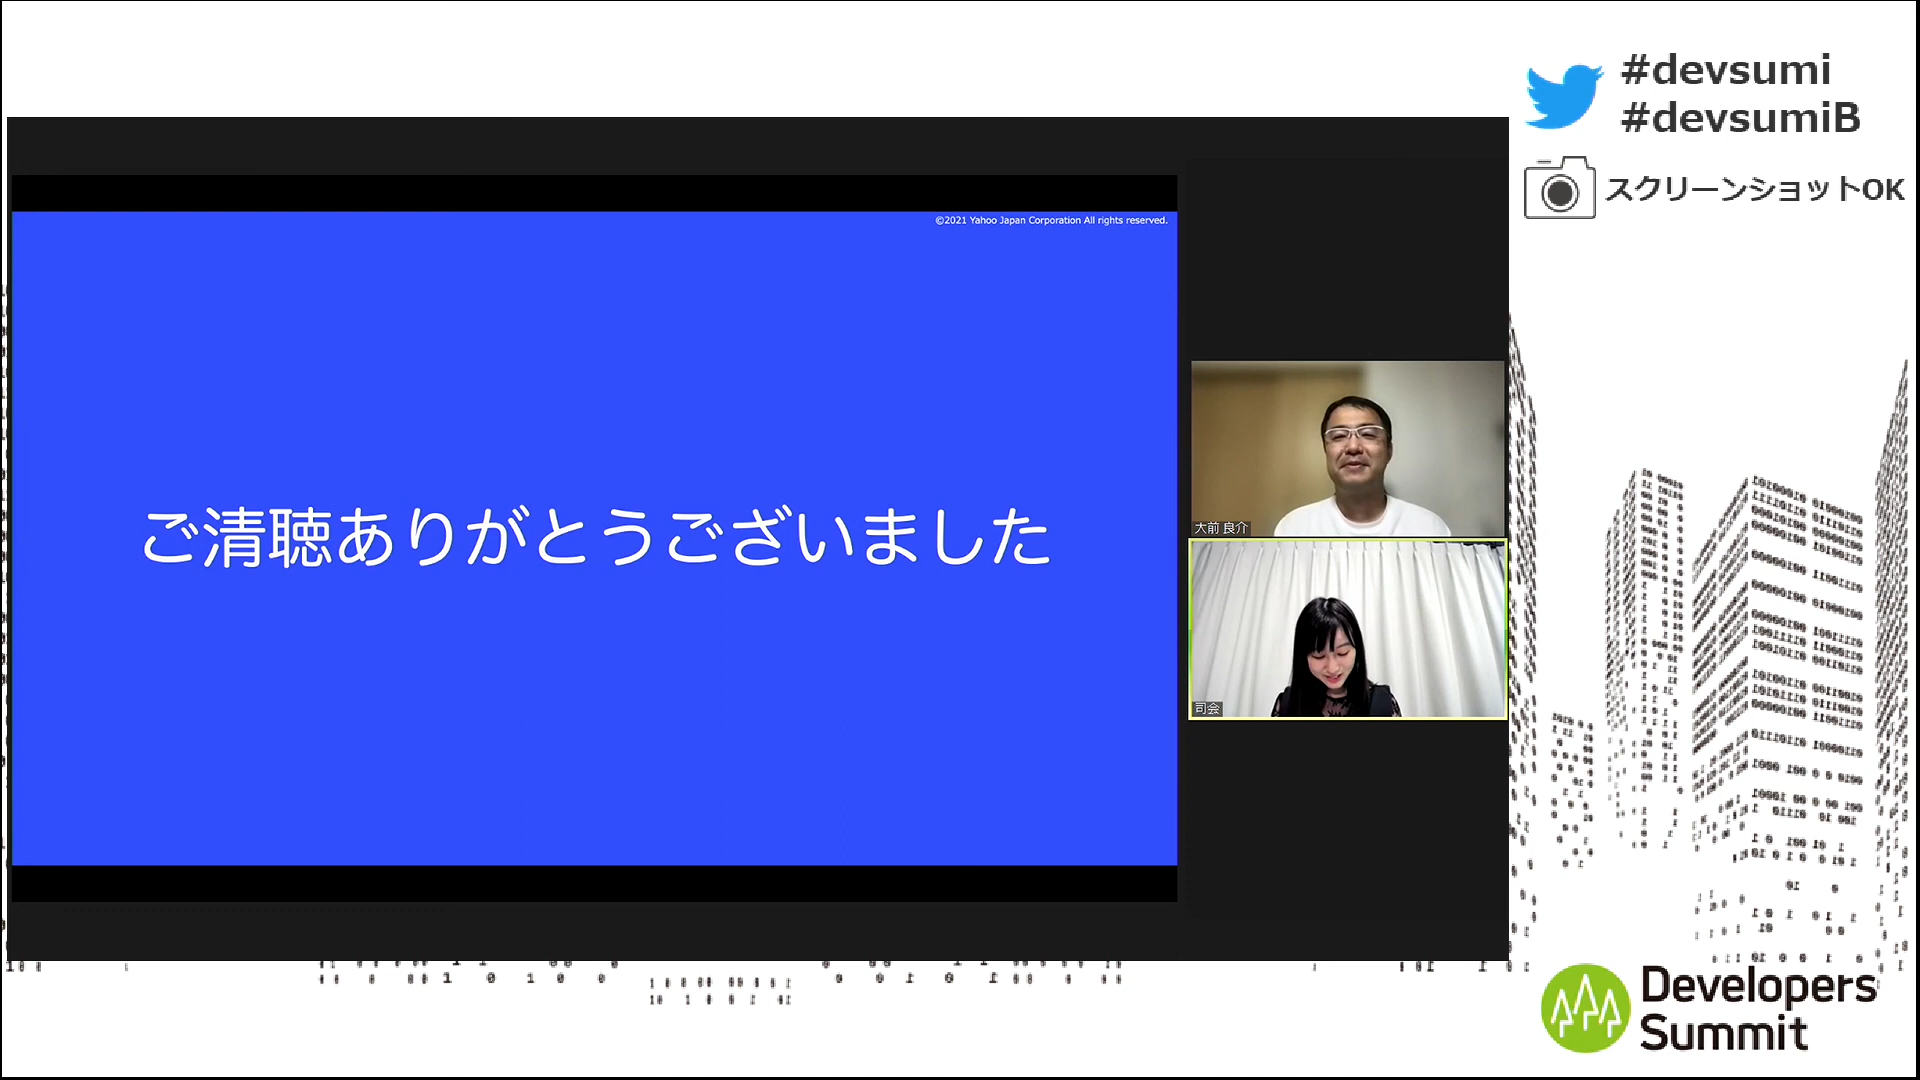 #devsumi
#devsumiB
スクリーンショットOK
©2021 Yahoo Japan Corporation All rights reserved.
ご清聴ありがとうございました
大前 良介
司会
Developers
Summit